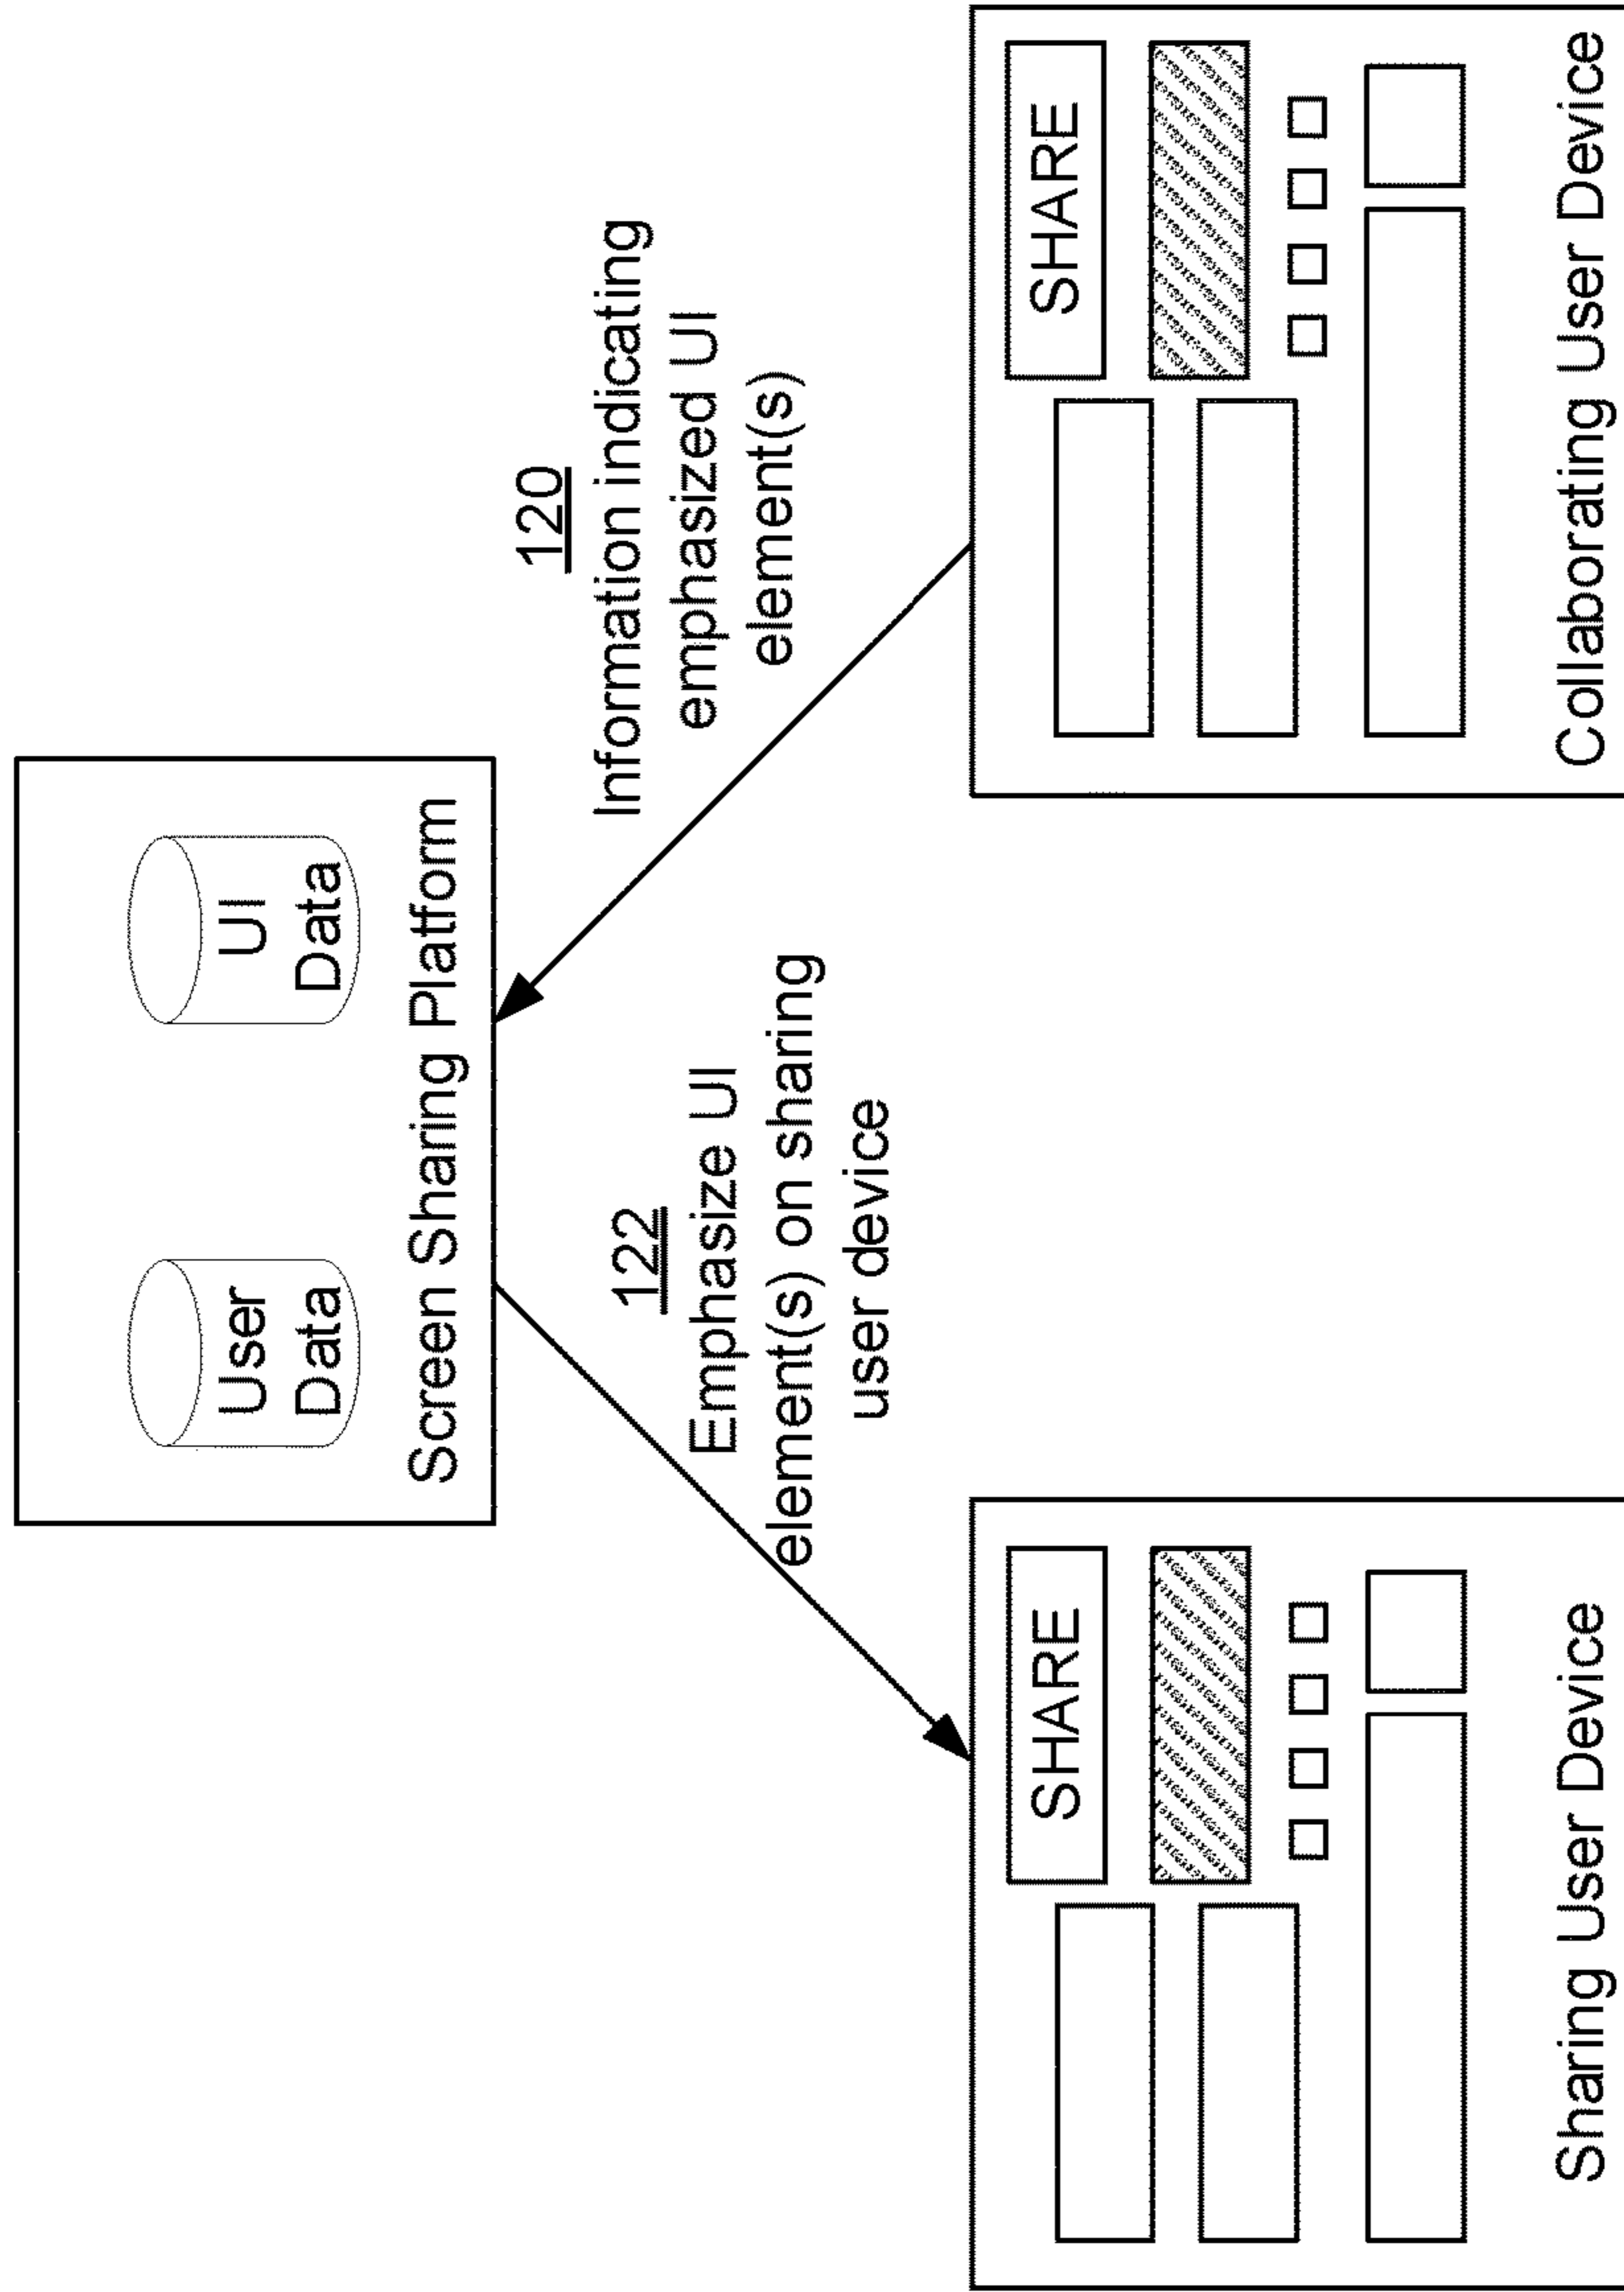 User
Data
UI
Data
Screen Sharing Platform
122
Emphasize UI
element(s) on sharing
user device
120
Information indicating
emphasized UI
element(s)
SHARE
Sharing User Device
SHARE
Collaborating User Device